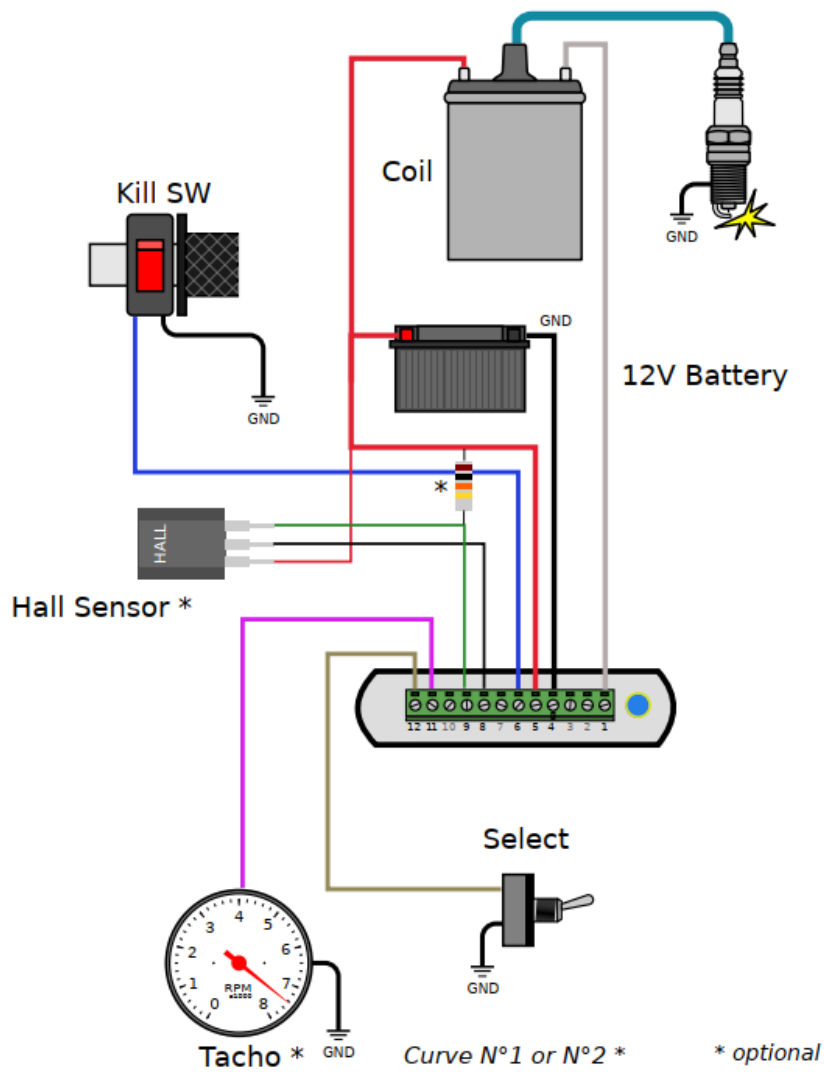 Coil
Kill SW
GND
GND
GND
12V Battery
*
HALL
Hall Sensor *
12 11 10 9 8 7 6 5 4 3 2 1
Select
GND
0 1 2 3 4 5 6 7 8
RPM
x1000
Tacho *
GND
Curve N°1 or N°2 *
* optional